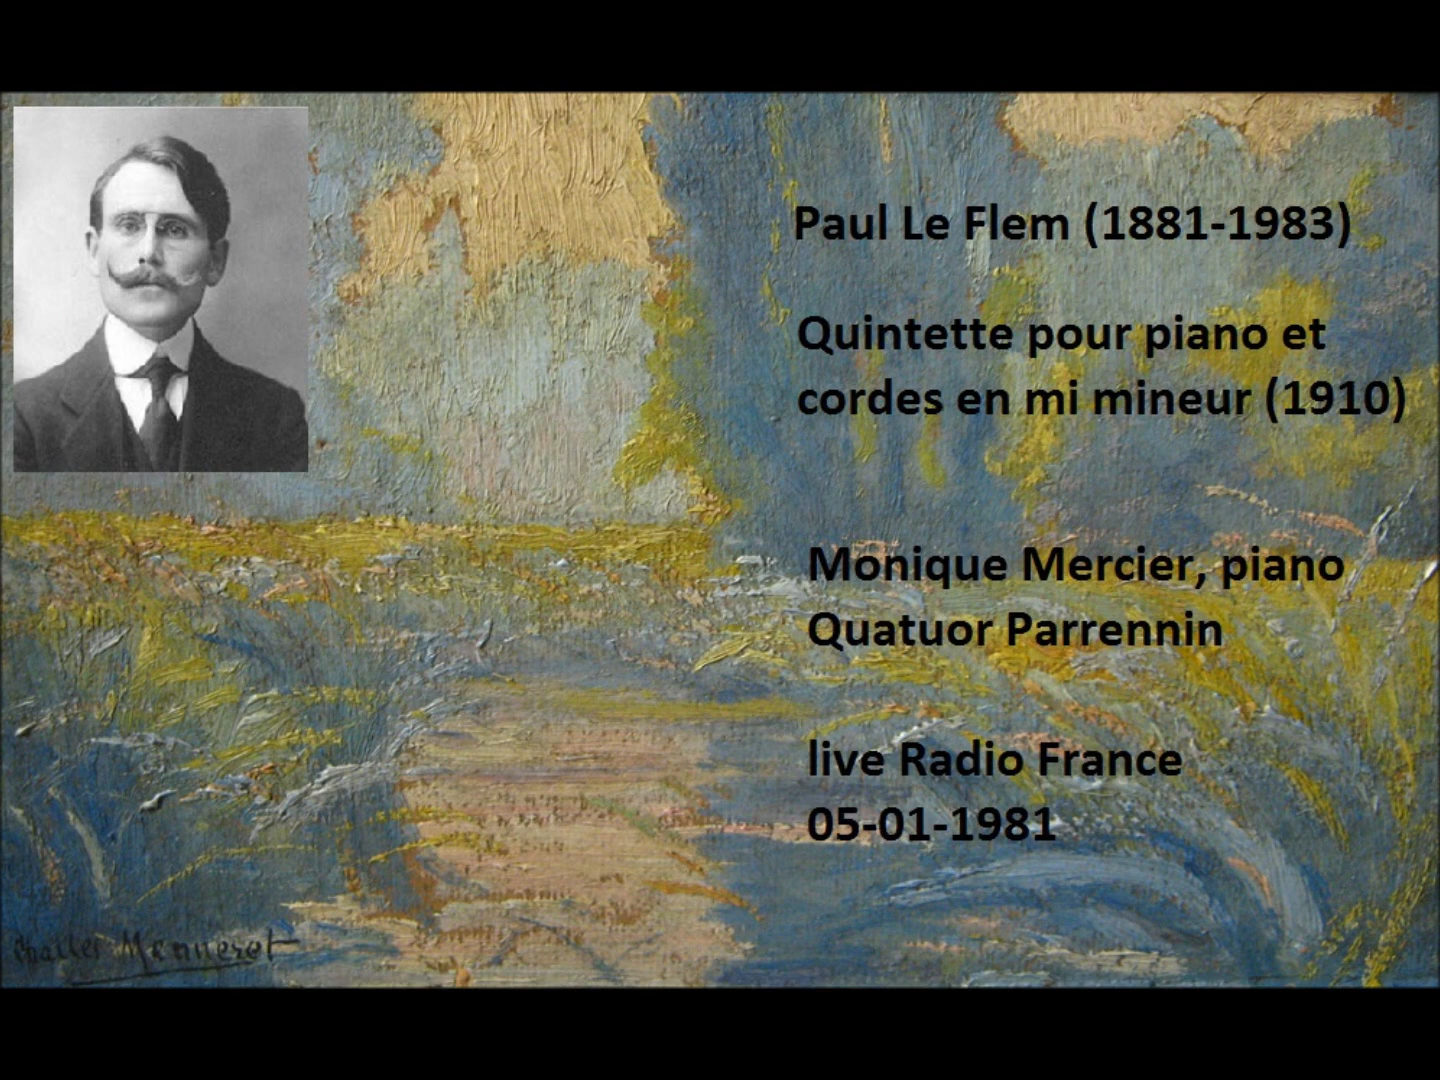 Paul Le Flem (1881-1983)
Quintette pour piano et
cordes en mi mineur (1910)
Monique Mercier, piano
Quatuor Parrennin
live Radio France
05-01-1981
Charles